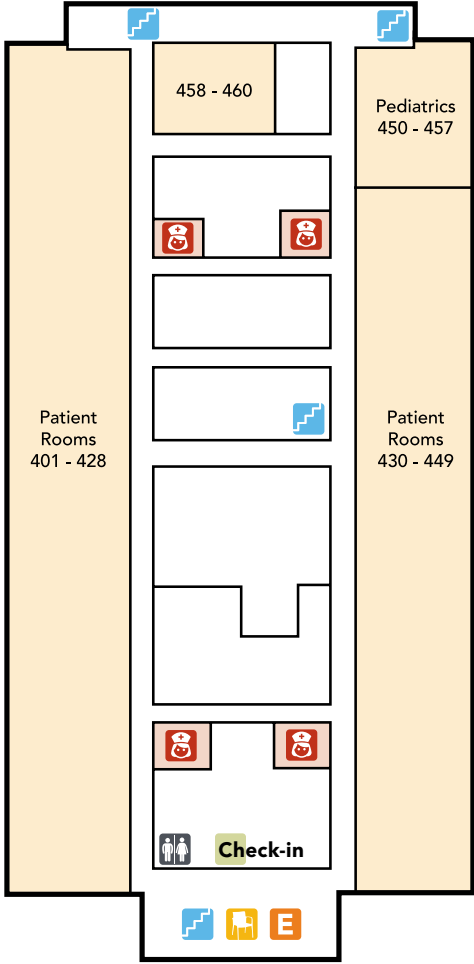 458 - 460
Pediatrics
450 - 457
Patient
Rooms
401 - 428
Patient
Rooms
430 - 449
Check-in
E